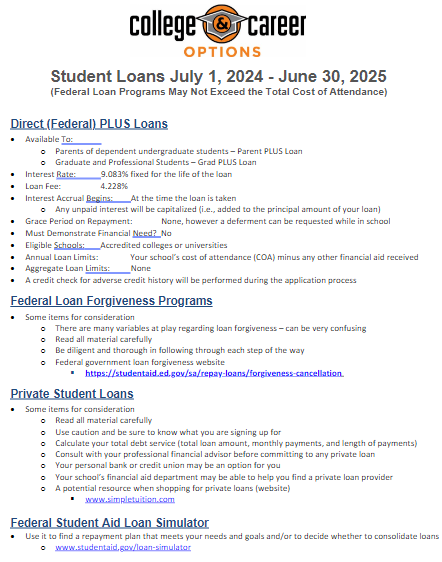 college & career
OPTIONS
Student Loans July 1, 2024 - June 30, 2025
(Federal Loan Programs May Not Exceed the Total Cost of Attendance)
Direct (Federal) PLUS Loans
• Available To:
o Parents of dependent undergraduate students – Parent PLUS Loan
o Graduate and Professional Students – Grad PLUS Loan
• Interest Rate: 9.083% fixed for the life of the loan
• Loan Fee: 4.228%
• Interest Accrual Begins: At the time the loan is taken
o Any unpaid interest will be capitalized (i.e., added to the principal amount of your loan)
• Grace Period on Repayment: None, however a deferment can be requested while in school
• Must Demonstrate Financial Need? No
• Eligible Schools: Accredited colleges or universities
• Annual Loan Limits: Your school's cost of attendance (COA) minus any other financial aid received
• Aggregate Loan Limits: None
• A credit check for adverse credit history will be performed during the application process
Federal Loan Forgiveness Programs
• Some items for consideration
o There are many variables at play regarding loan forgiveness – can be very confusing
o Read all material carefully
o Be diligent and thorough in following through each step of the way
o Federal government loan forgiveness website
▪ https://studentaid.ed.gov/sa/repay-loans/forgiveness-cancellation
Private Student Loans
• Some items for consideration
o Read all material carefully
o Use caution and be sure to know what you are signing up for
o Calculate your total debt service (total loan amount, monthly payments, and length of payments)
o Consult with your professional financial advisor before committing to any private loan
o Your personal bank or credit union may be an option for you
o Your school's financial aid department may be able to help you find a private loan provider
o A potential resource when shopping for private loans (website)
▪ www.simpletuition.com
Federal Student Aid Loan Simulator
• Use it to find a repayment plan that meets your needs and goals and/or to decide whether to consolidate loans
o www.studentaid.gov/loan-simulator